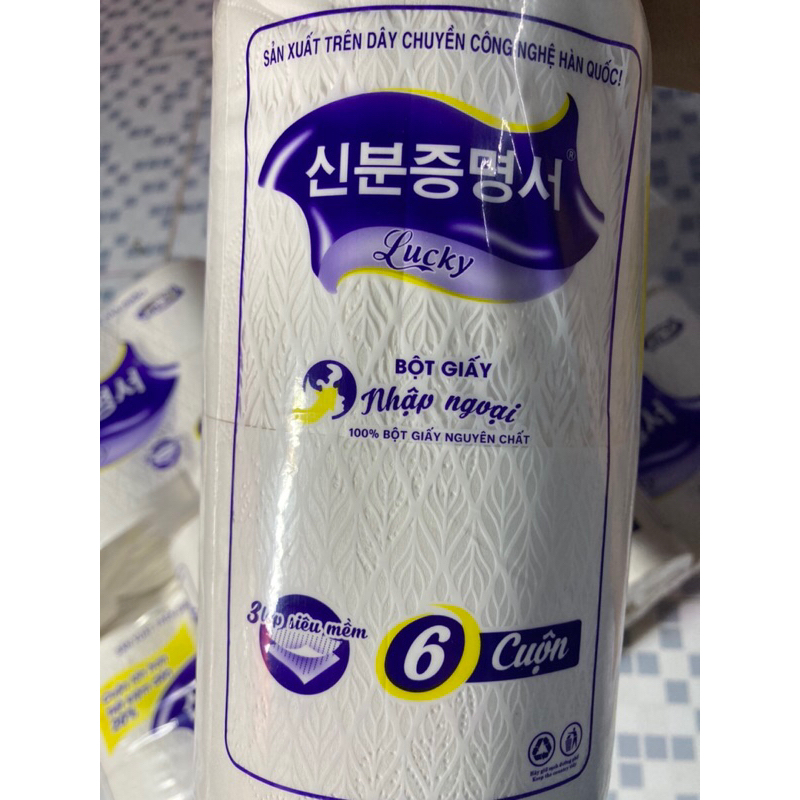 SẢN XUẤT TRÊN DÂY CHUYỀN CÔNG NGHỆ HÀN QUỐC!
신분증명서®
Lucky
BỘT GIẤY
Nhập ngoại
100% BỘT GIẤY NGUYÊN CHẤT
3 lớp siêu mềm
6 Cuộn